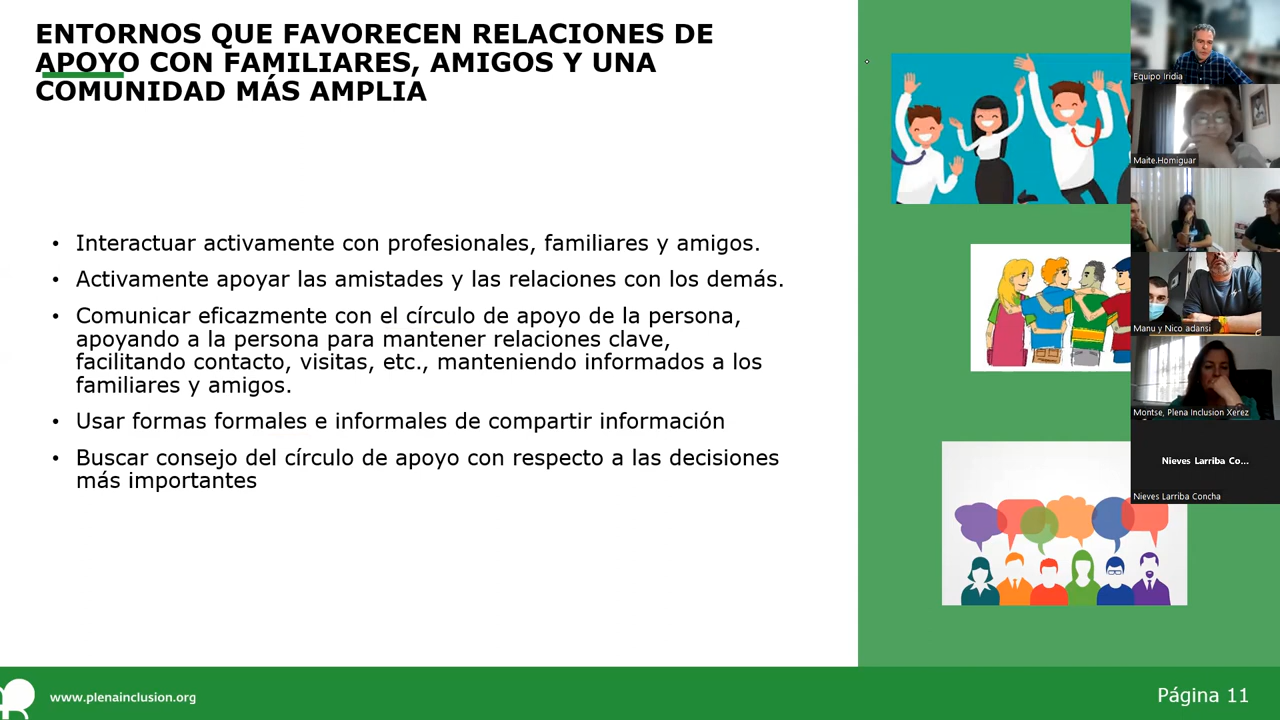 ENTORNOS QUE FAVORECEN RELACIONES DE
APOYO CON FAMILIARES, AMIGOS Y UNA
COMUNIDAD MÁS AMPLIA
• Interactuar activamente con profesionales, familiares y amigos.
• Activamente apoyar las amistades y las relaciones con los demás.
• Comunicar eficazmente con el círculo de apoyo de la persona,
apoyando a la persona para mantener relaciones clave,
facilitando contacto, visitas, etc., manteniendo informados a los
familiares y amigos.
• Usar formas formales e informales de compartir información
• Buscar consejo del círculo de apoyo con respecto a las decisiones
más importantes
Equipo Iridia
Maite.Homiguar
Manu y Nico adansi
Montse, Plena Inclusion Xerez
Nieves Larriba Co...
Nieves Larriba Concha
www.plenainclusion.org
Página 11